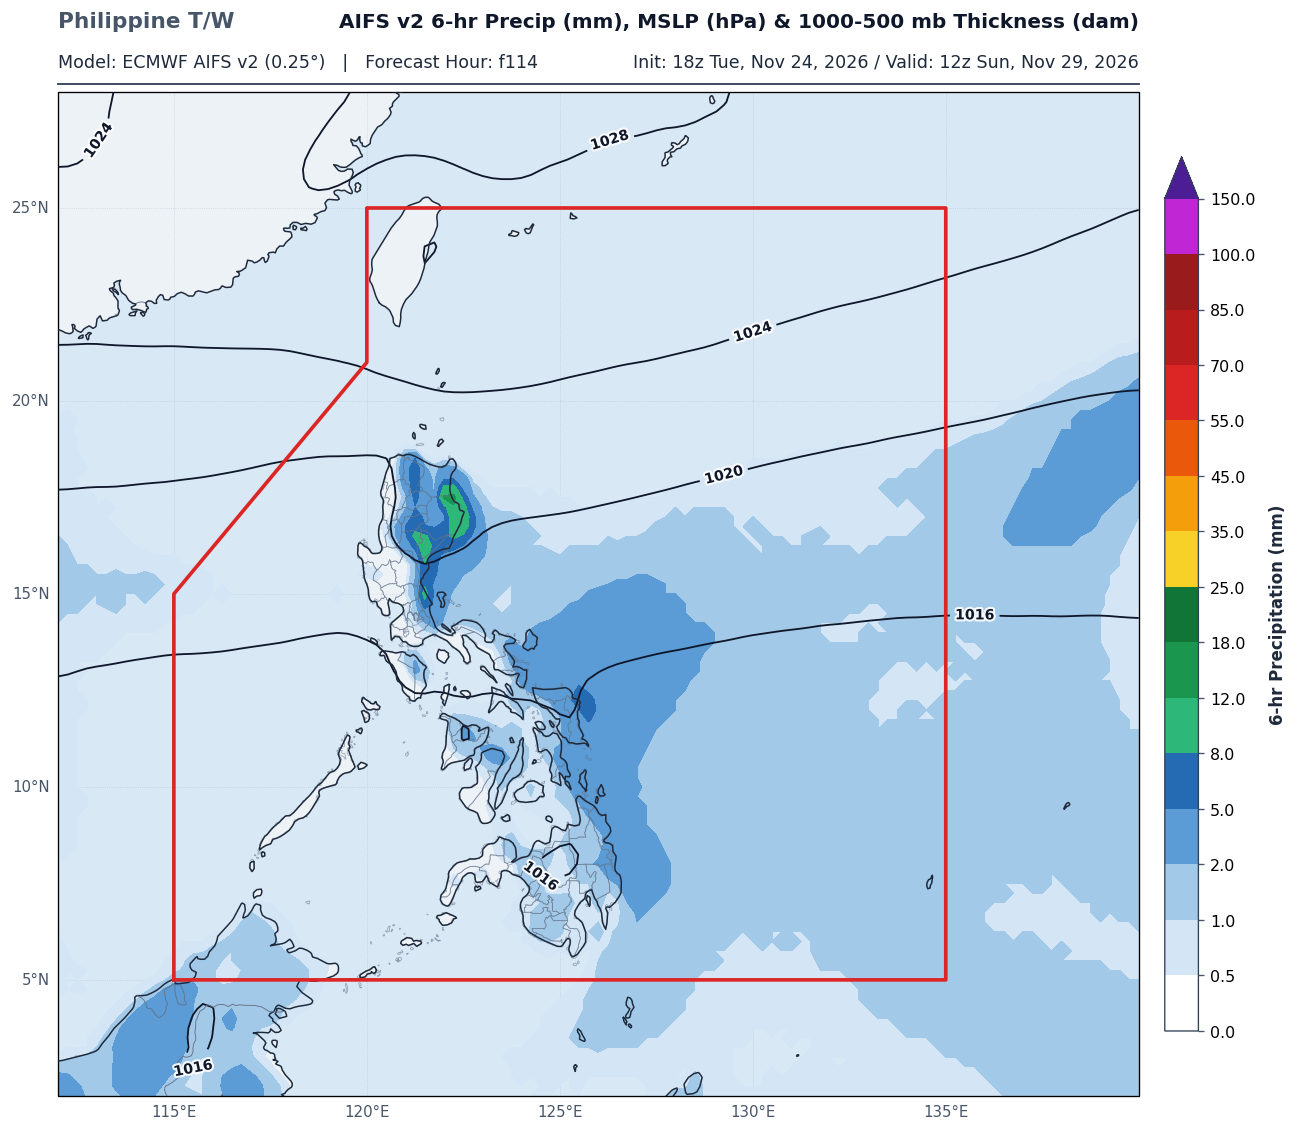 Philippine T/W
AIFS v2 6-hr Precip (mm), MSLP (hPa) & 1000-500 mb Thickness (dam)
Model: ECMWF AIFS v2 (0.25°) | Forecast Hour: f114
Init: 18z Tue, Nov 24, 2026 / Valid: 12z Sun, Nov 29, 2026
1024
1028
1024
1020
1016
1016
1016
25°N
20°N
15°N
10°N
5°N
115°E
120°E
125°E
130°E
135°E
150.0
100.0
85.0
70.0
55.0
45.0
35.0
25.0
18.0
12.0
8.0
5.0
2.0
1.0
0.5
0.0
6-hr Precipitation (mm)